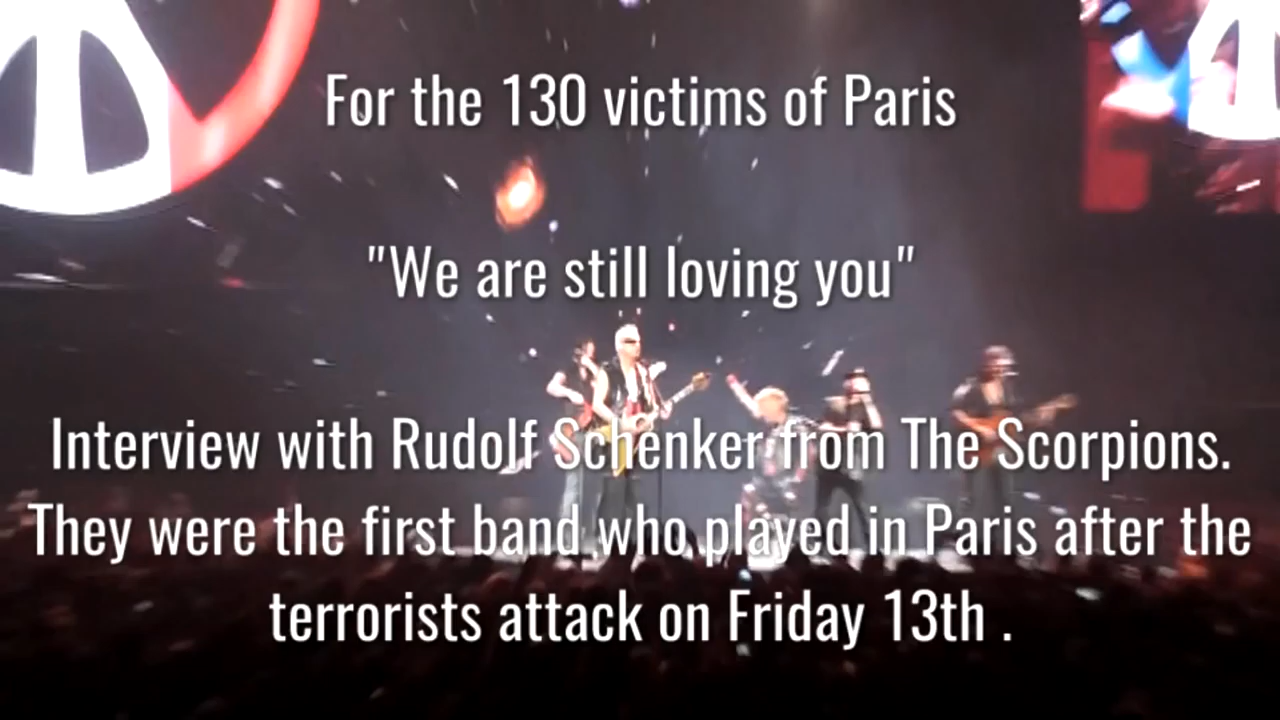 For the 130 victims of Paris
"We are still loving you"
Interview with Rudolf Schenker from The Scorpions.
They were the first band who played in Paris after the
terrorists attack on Friday 13th .